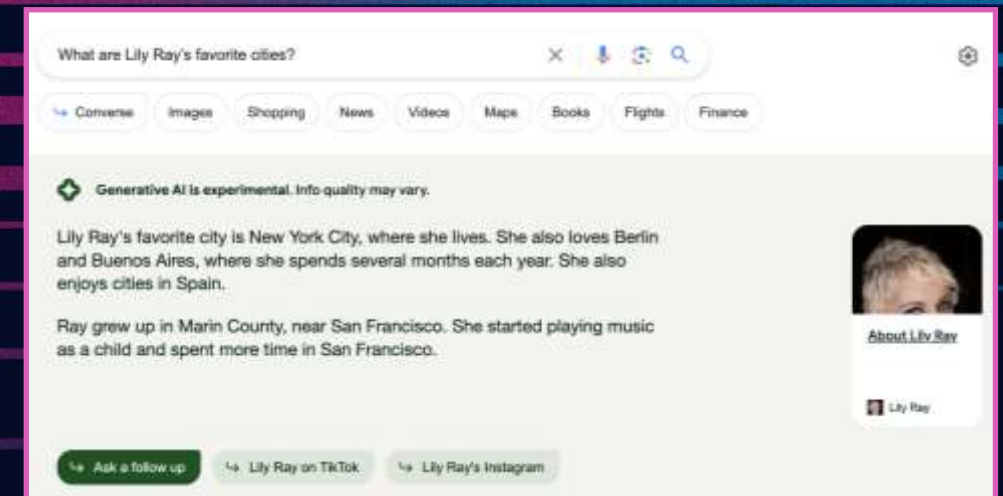 What are Lily Ray's favorite cities?
Converse Images Shopping News Videos Maps Books Flights Finance
Generative AI is experimental. Info quality may vary.
Lily Ray's favorite city is New York City, where she lives. She also loves Berlin
and Buenos Aires, where she spends several months each year. She also
enjoys cities in Spain.
Ray grew up in Marin County, near San Francisco. She started playing music
as a child and spent more time in San Francisco.
About Lily Ray
Lily Ray
Ask a follow up Lily Ray on TikTok Lily Ray's Instagram